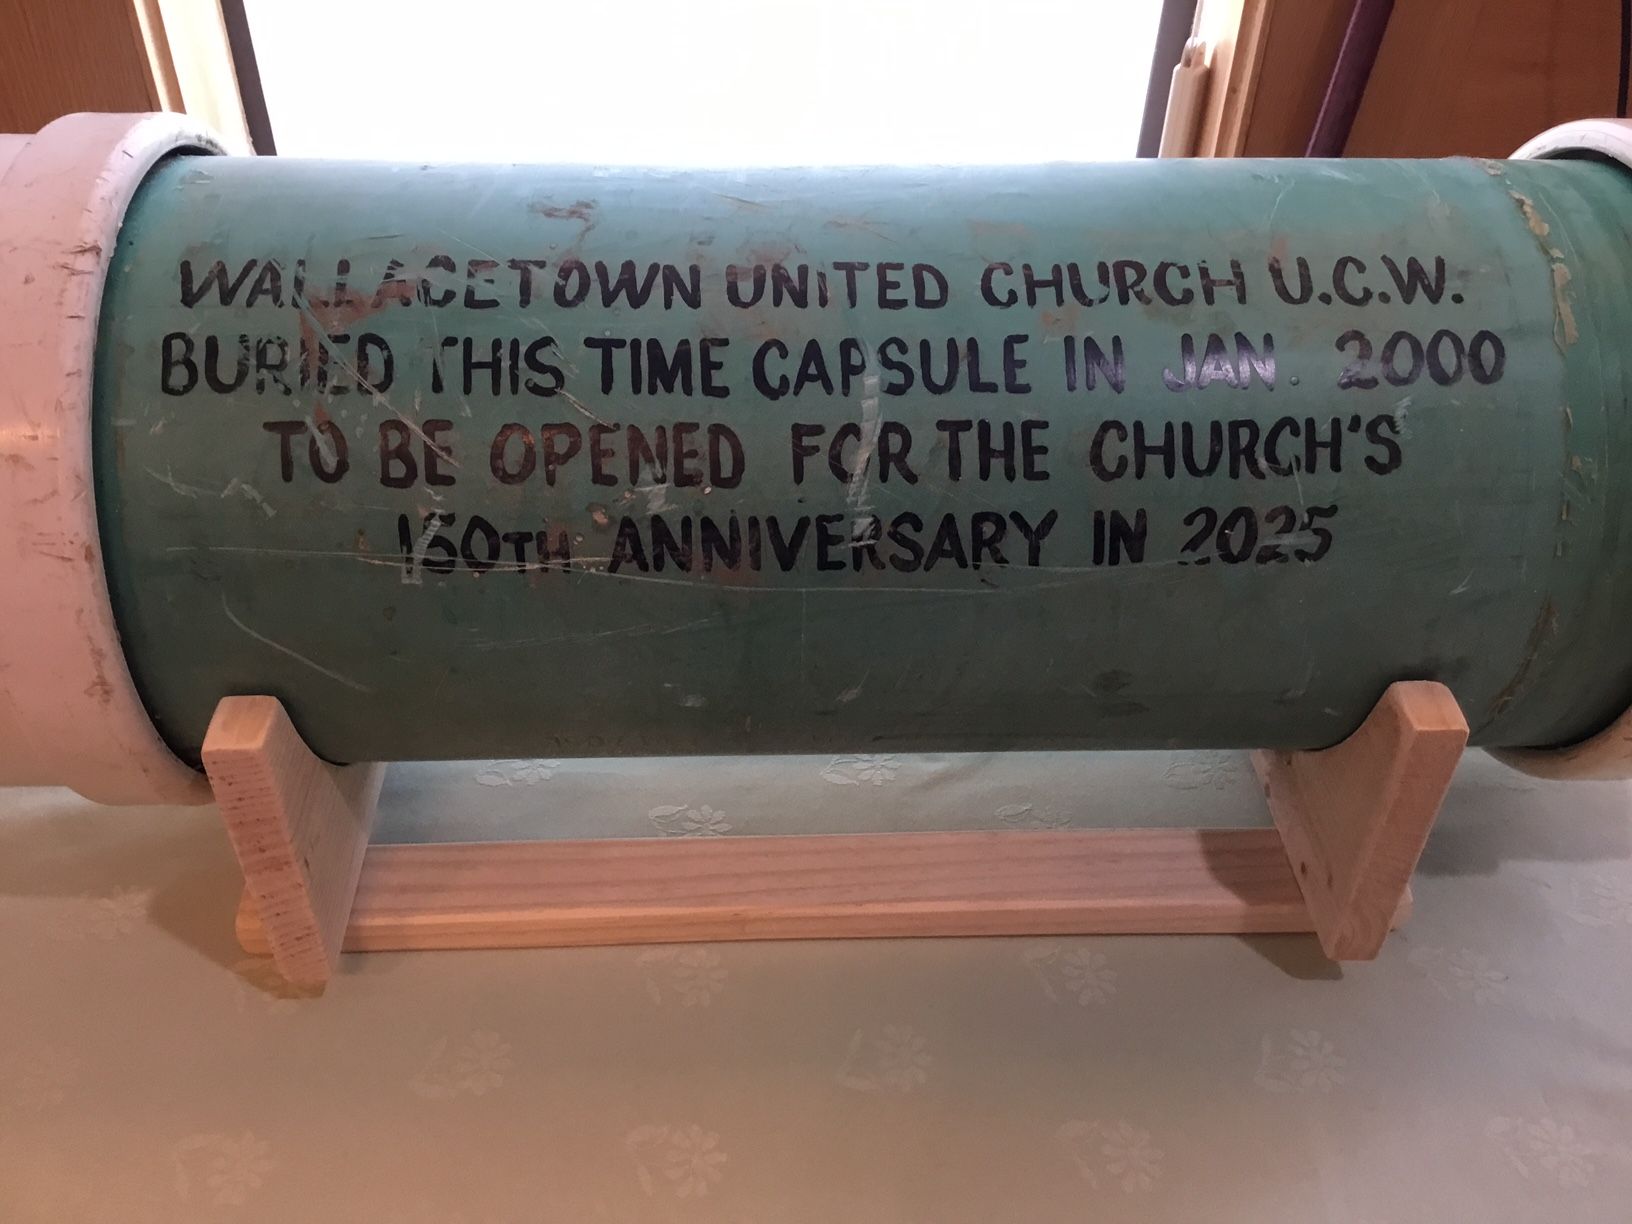 WALLACETOWN UNITED CHURCH U.C.W.
BURIED THIS TIME CAPSULE IN JAN. 2000
TO BE OPENED FOR THE CHURCH'S
150TH ANNIVERSARY IN 2025